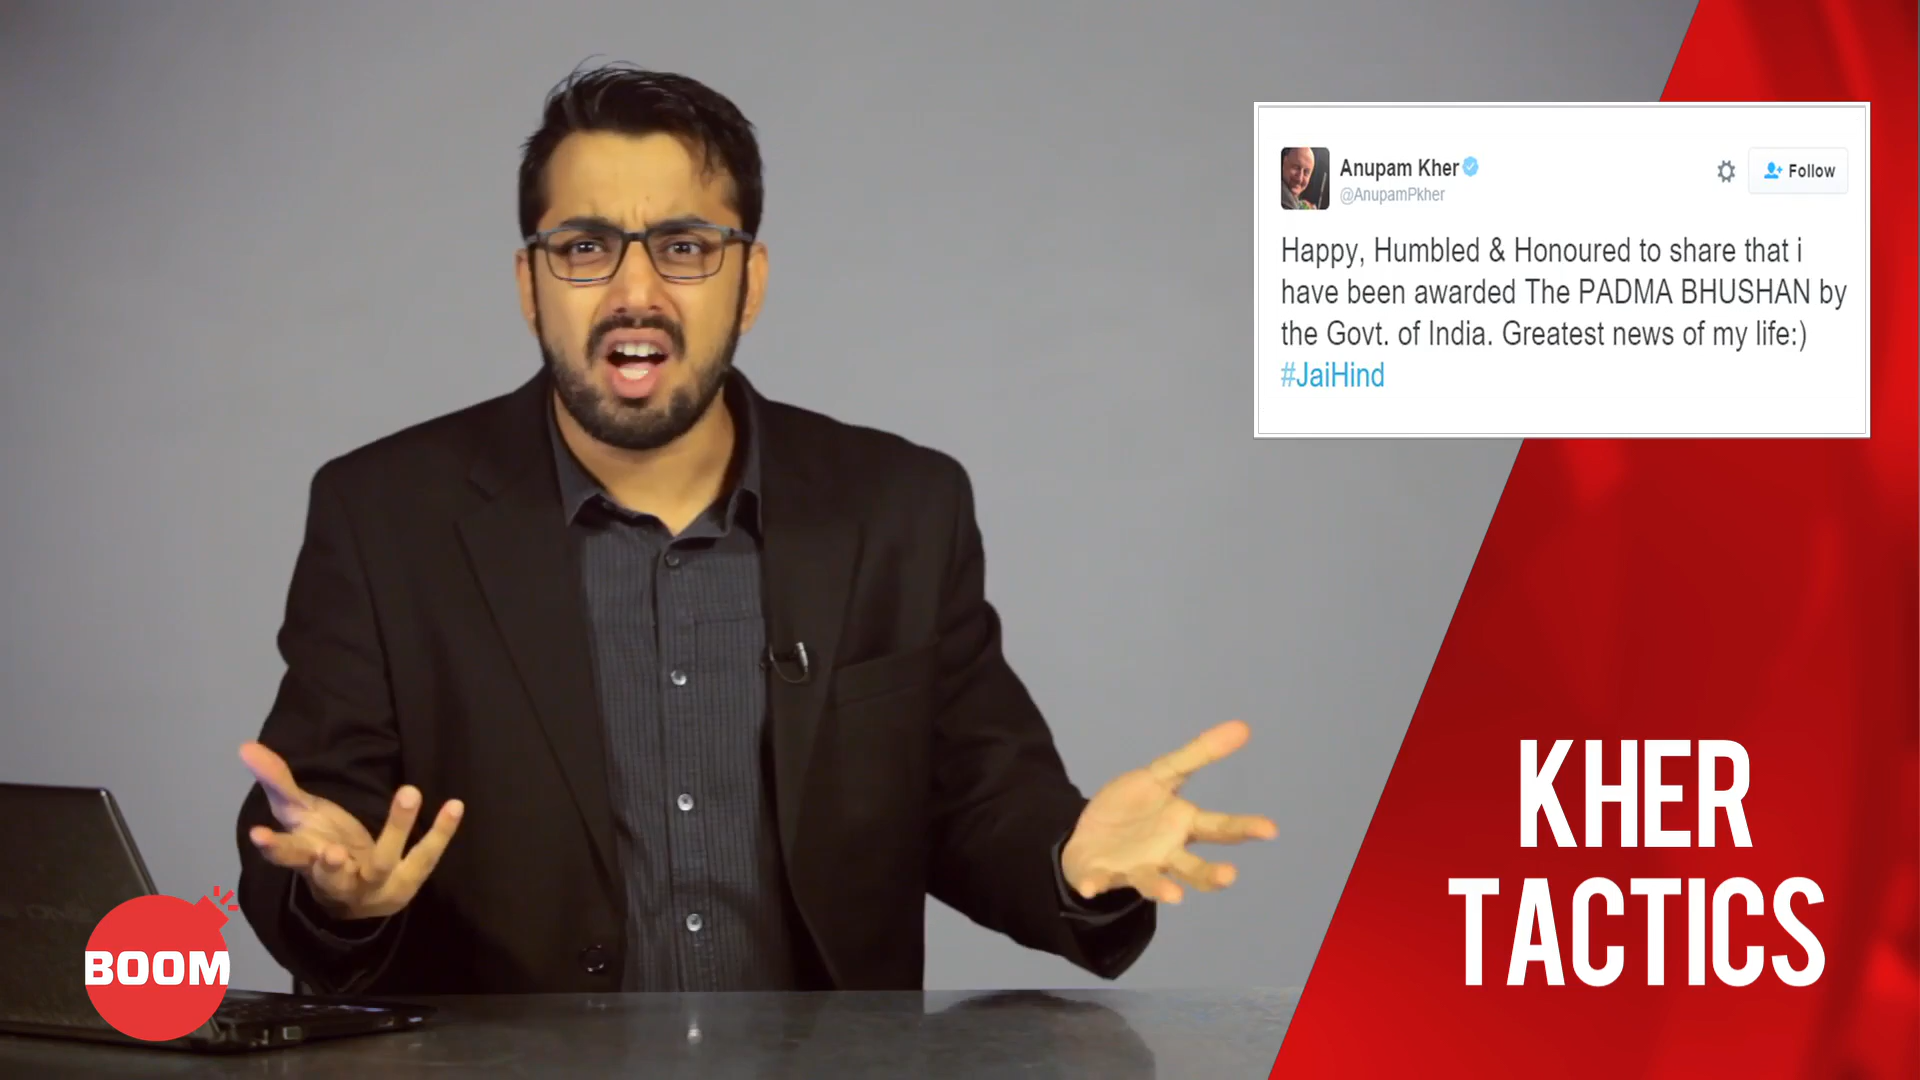 Anupam Kher
@AnupamPkher
Follow
Happy, Humbled & Honoured to share that i
have been awarded The PADMA BHUSHAN by
the Govt. of India. Greatest news of my life:)
#JaiHind
KHER
TACTICS
BOOM